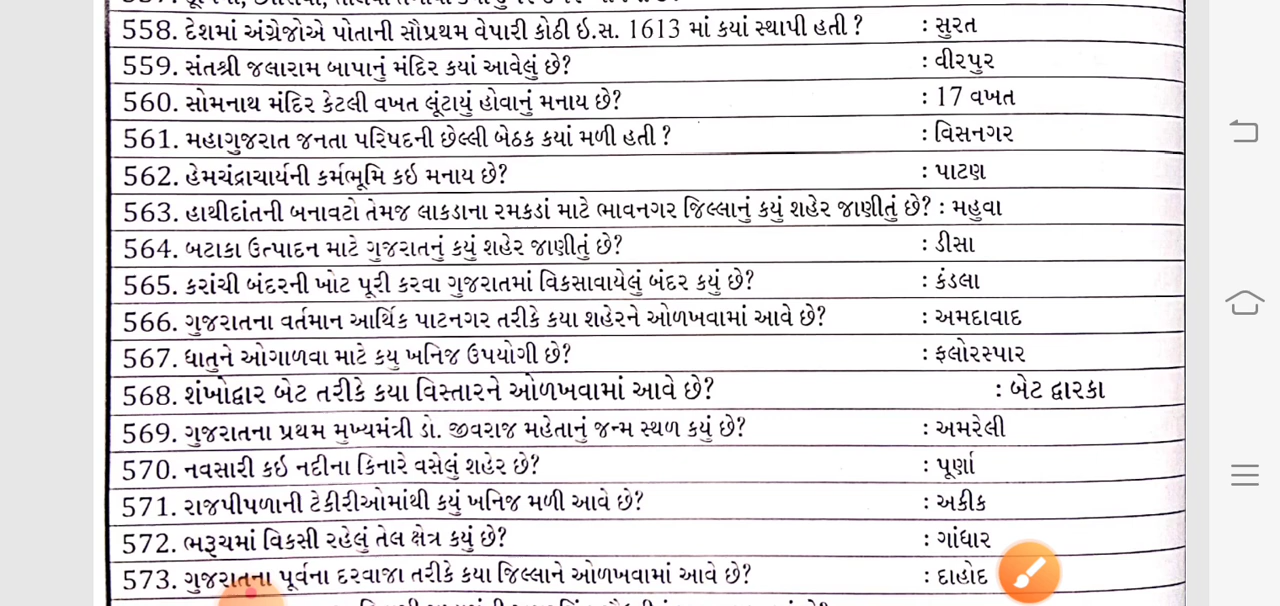 558. દેશમાં અંગ્રેજોએ પોતાની સૌપ્રથમ વેપારી કોઠી ઇ.સ. 1613 માં કયાં સ્થાપી હતી ? : સુરત
559. સંતશ્રી જલારામ બાપાનું મંદિર કયાં આવેલું છે? : વીરપુર
560. સોમનાથ મંદિર કેટલી વખત લૂંટાયું હોવાનું મનાય છે? : 17 વખત
561. મહાગુજરાત જનતા પરિષદની છેલ્લી બેઠક કયાં મળી હતી ? : વિસનગર
562. હેમચંદ્રાચાર્યની કર્મભૂમિ કઇ મનાય છે? : પાટણ
563. હાથીદાંતની બનાવટો તેમજ લાકડાના રમકડાં માટે ભાવનગર જિલ્લાનું કયું શહેર જાણીતું છે? : મહુવા
564. બટાકા ઉત્પાદન માટે ગુજરાતનું કયું શહેર જાણીતું છે? : ડીસા
565. કરાંચી બંદરની ખોટ પૂરી કરવા ગુજરાતમાં વિકસાવાયેલું બંદર કયું છે? : કંડલા
566. ગુજરાતના વર્તમાન આર્થિક પાટનગર તરીકે કયા શહેરને ઓળખવામાં આવે છે? : અમદાવાદ
567. ધાતુને ઓગાળવા માટે કયુ ખનિજ ઉપયોગી છે? : ફલોરસ્પાર
568. શંખોદ્વાર બેટ તરીકે કયા વિસ્તારને ઓળખવામાં આવે છે? : બેટ દ્વારકા
569. ગુજરાતના પ્રથમ મુખ્યમંત્રી ડો. જીવરાજ મહેતાનું જન્મ સ્થળ કયું છે? : અમરેલી
570. નવસારી કઇ નદીના કિનારે વસેલું શહેર છે? : પૂર્ણા
571. રાજપીપળાની ટેકીરીઓમાંથી કયું ખનિજ મળી આવે છે? : અકીક
572. ભરૂચમાં વિકસી રહેલું તેલ ક્ષેત્ર કયું છે? : ગાંધાર
573. ગુજરાતના પૂર્વના દરવાજા તરીકે કયા જિલ્લાને ઓળખવામાં આવે છે? : દાહોદ